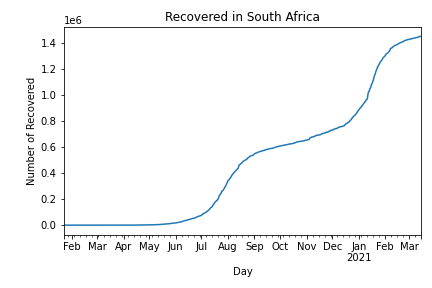 Recovered in South Africa
1e6
1.4
1.2
1.0
0.8
0.6
0.4
0.2
0.0
Number of Recovered
Feb Mar Apr May Jun Jul Aug Sep Oct Nov Dec Jan Feb Mar
2021
Day